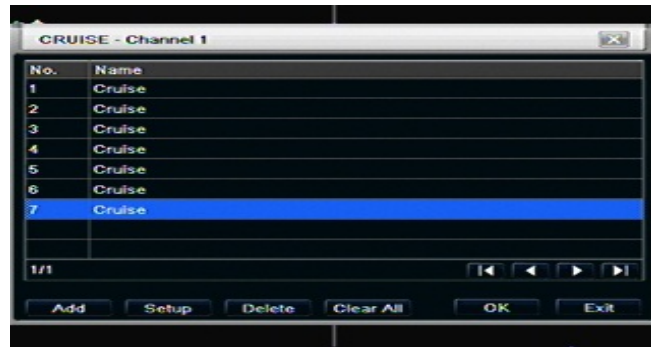 CRUISE - Channel 1
No. Name
1 Cruise
2 Cruise
3 Cruise
4 Cruise
5 Cruise
6 Cruise
7 Cruise
1/1
Add Setup Delete Clear All OK Exit